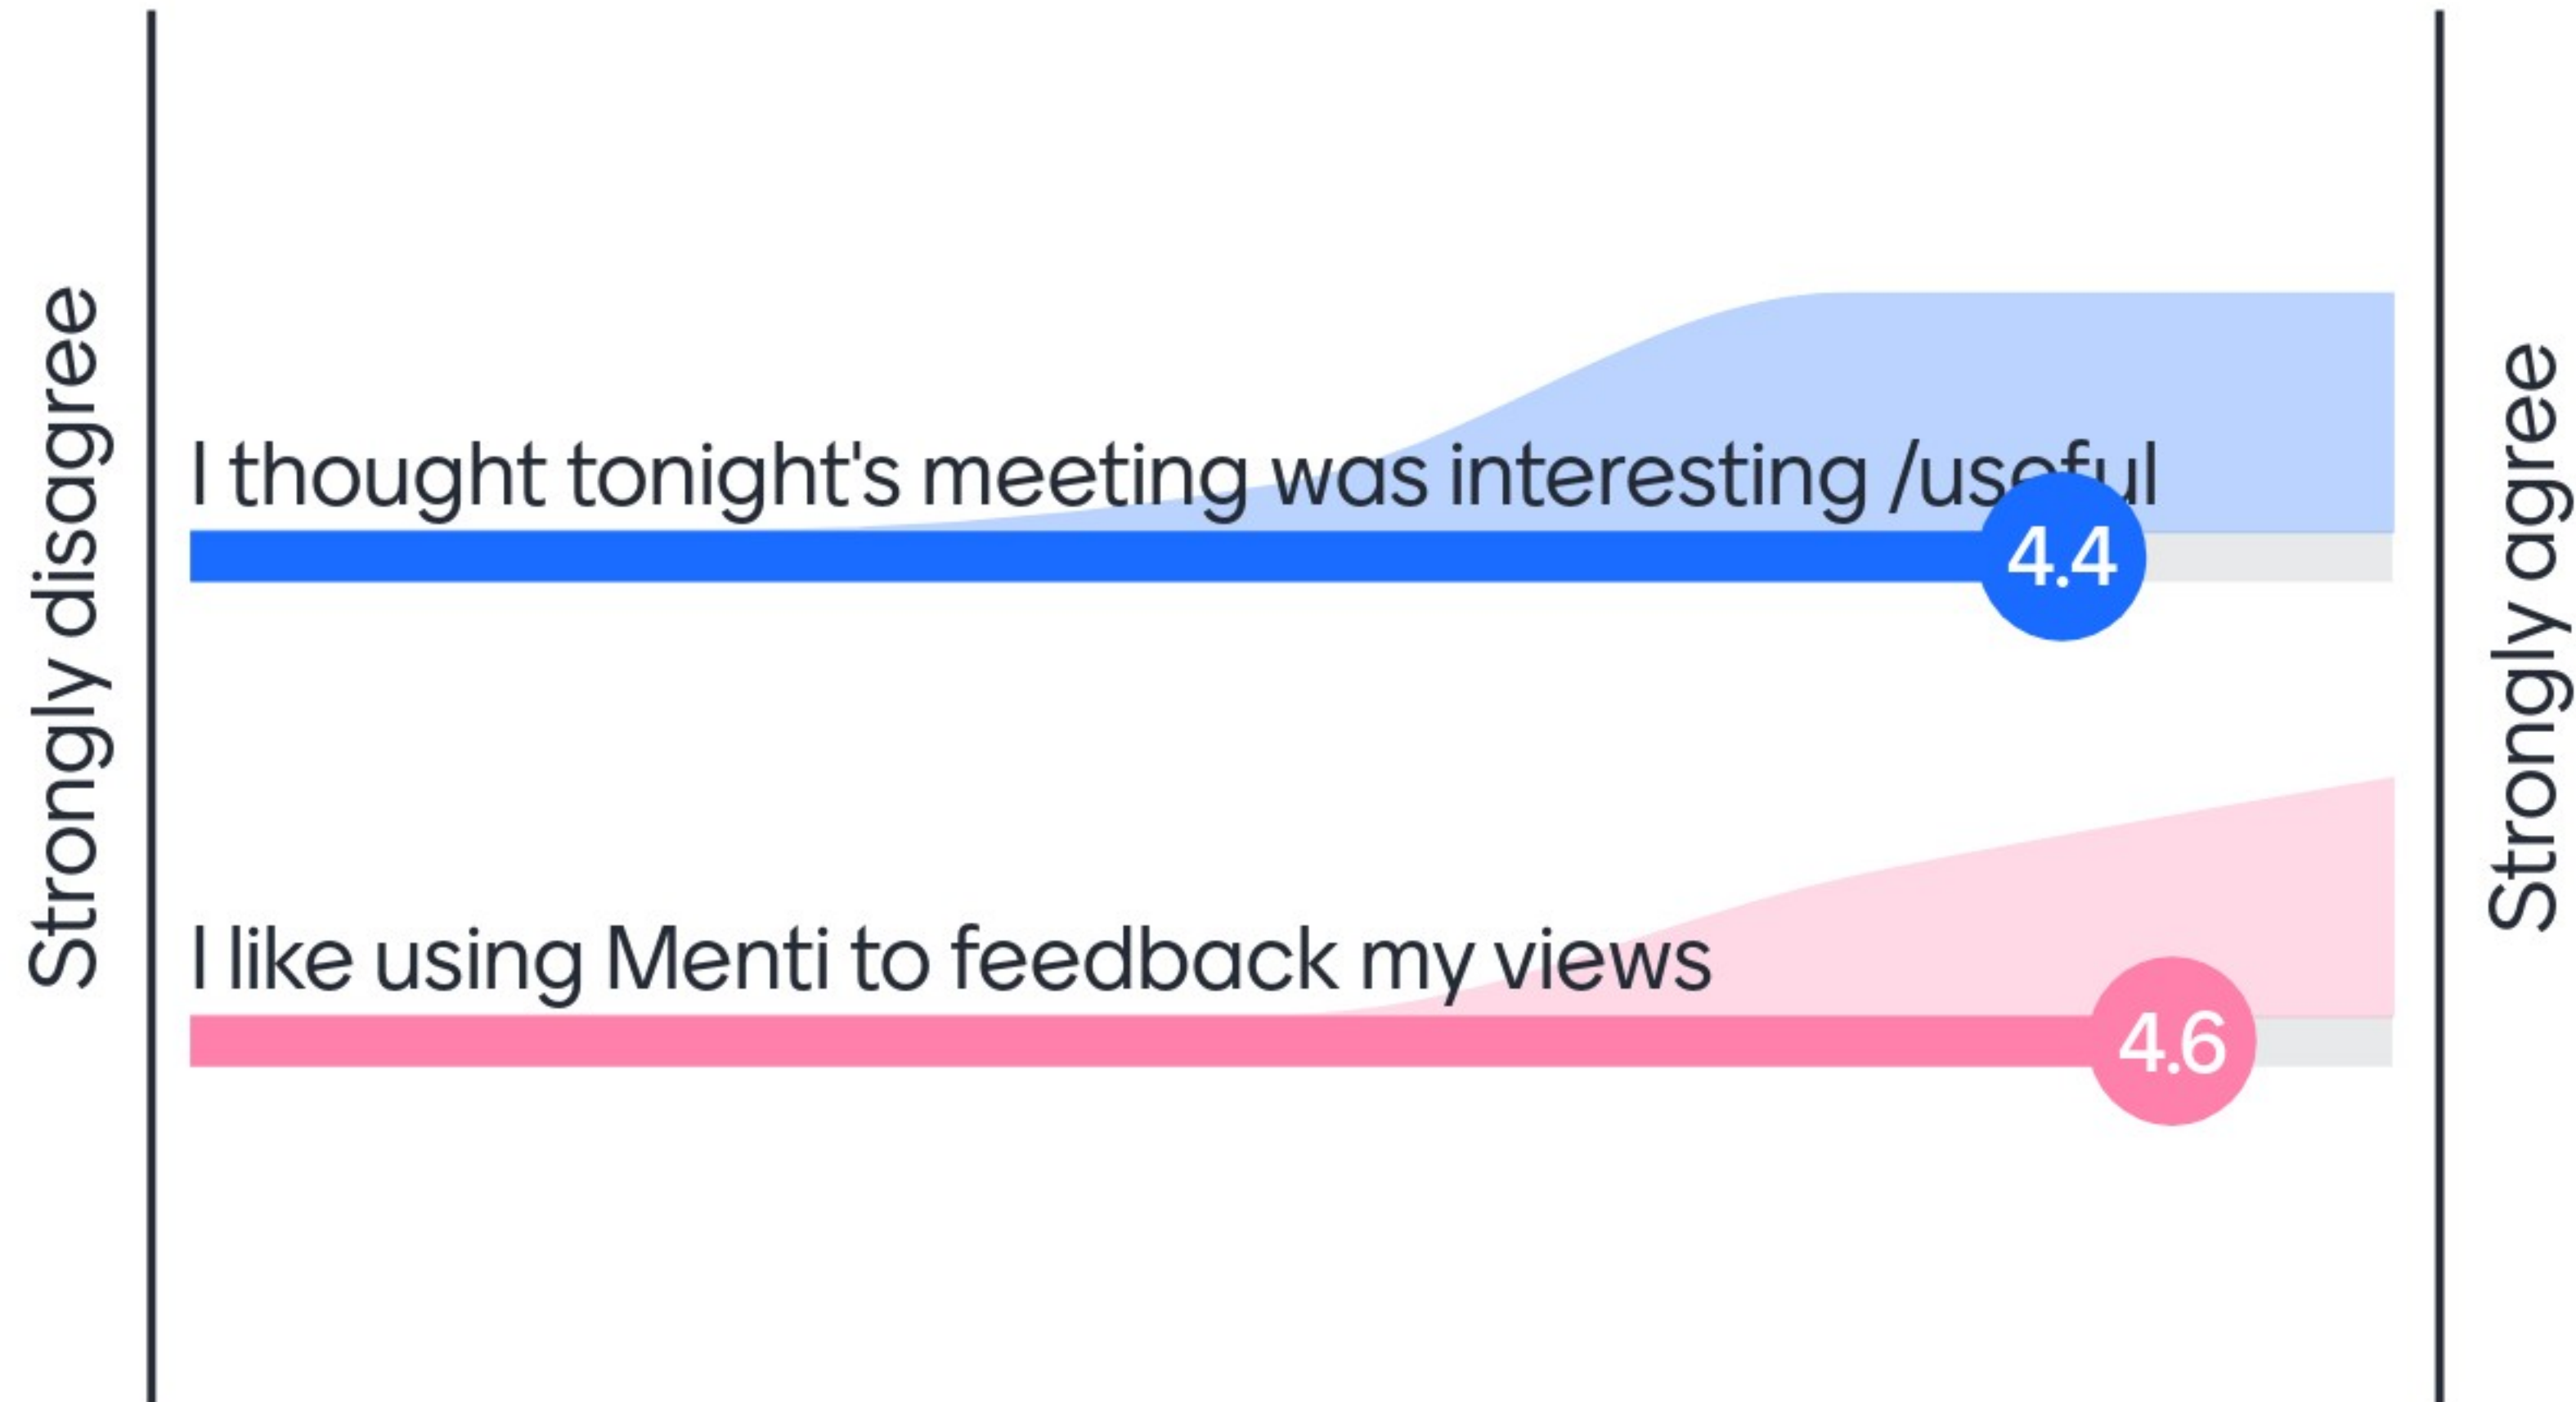 Strongly disagree
I thought tonight's meeting was interesting /useful
4.4
I like using Menti to feedback my views
4.6
Strongly agree